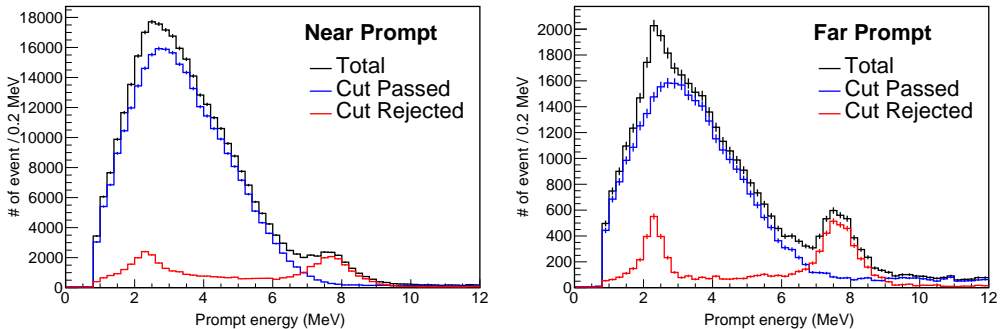 # of event / 0.2 MeV
18000
16000
14000
12000
10000
8000
6000
4000
2000
0
0 2 4 6 8 10 12
Prompt energy (MeV)
Near Prompt
Total
Cut Passed
Cut Rejected
# of event / 0.2 MeV
2000
1800
1600
1400
1200
1000
800
600
400
200
0
0 2 4 6 8 10 12
Prompt energy (MeV)
Far Prompt
Total
Cut Passed
Cut Rejected